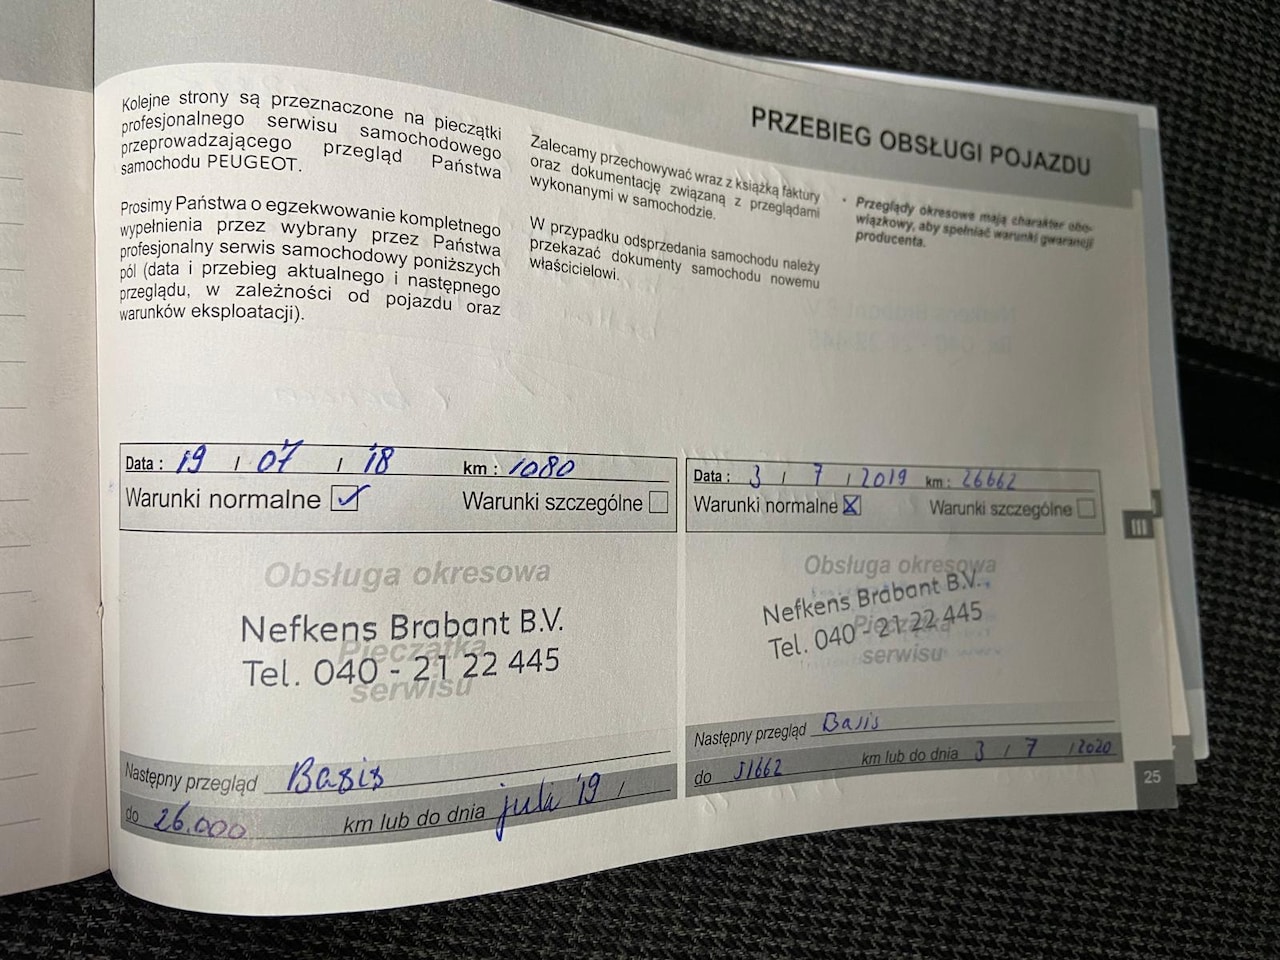 PRZEBIEG OBSŁUGI POJAZDU
Kolejne strony są przeznaczone na pieczątki
profesjonalnego serwisu samochodowego
przeprowadzającego przegląd Państwa
samochodu PEUGEOT.
Prosimy Państwa o egzekwowanie kompletnego
wypełnienia przez wybrany przez Państwa
profesjonalny serwis samochodowy poniższych
pól (data i przebieg aktualnego i następnego
przeglądu, w zależności od pojazdu oraz
warunków eksploatacji).
Zalecamy przechowywać wraz z książką faktury
oraz dokumentację związaną z przeglądami
wykonanymi w samochodzie.
W przypadku odsprzedania samochodu należy
przekazać dokumenty samochodu nowemu
właścicielowi.
• Przeglądy okresowe mają charakter obo-
wiązkowy, aby spełniać warunki gwarancji
producenta.
Data : 19 / 07 / 18 km : 1080
Warunki normalne Warunki szczególne
Obsługa okresowa
Nefkens Brabant B.V.
Pieczątka
Tel. 040 - 21 22 445
serwisu
Następny przegląd Basis
do 26.000 km lub do dnia juli '19 /
Data : 3 / 7 / 2019 km : 26662
Warunki normalne Warunki szczególne
Obsługa okresowa
Nefkens Brabant B.V.
Pieczątka
Tel. 040 - 21 22 445
serwisu
Następny przegląd Basis
do 51662 km lub do dnia 3 / 7 / 2020
III
25